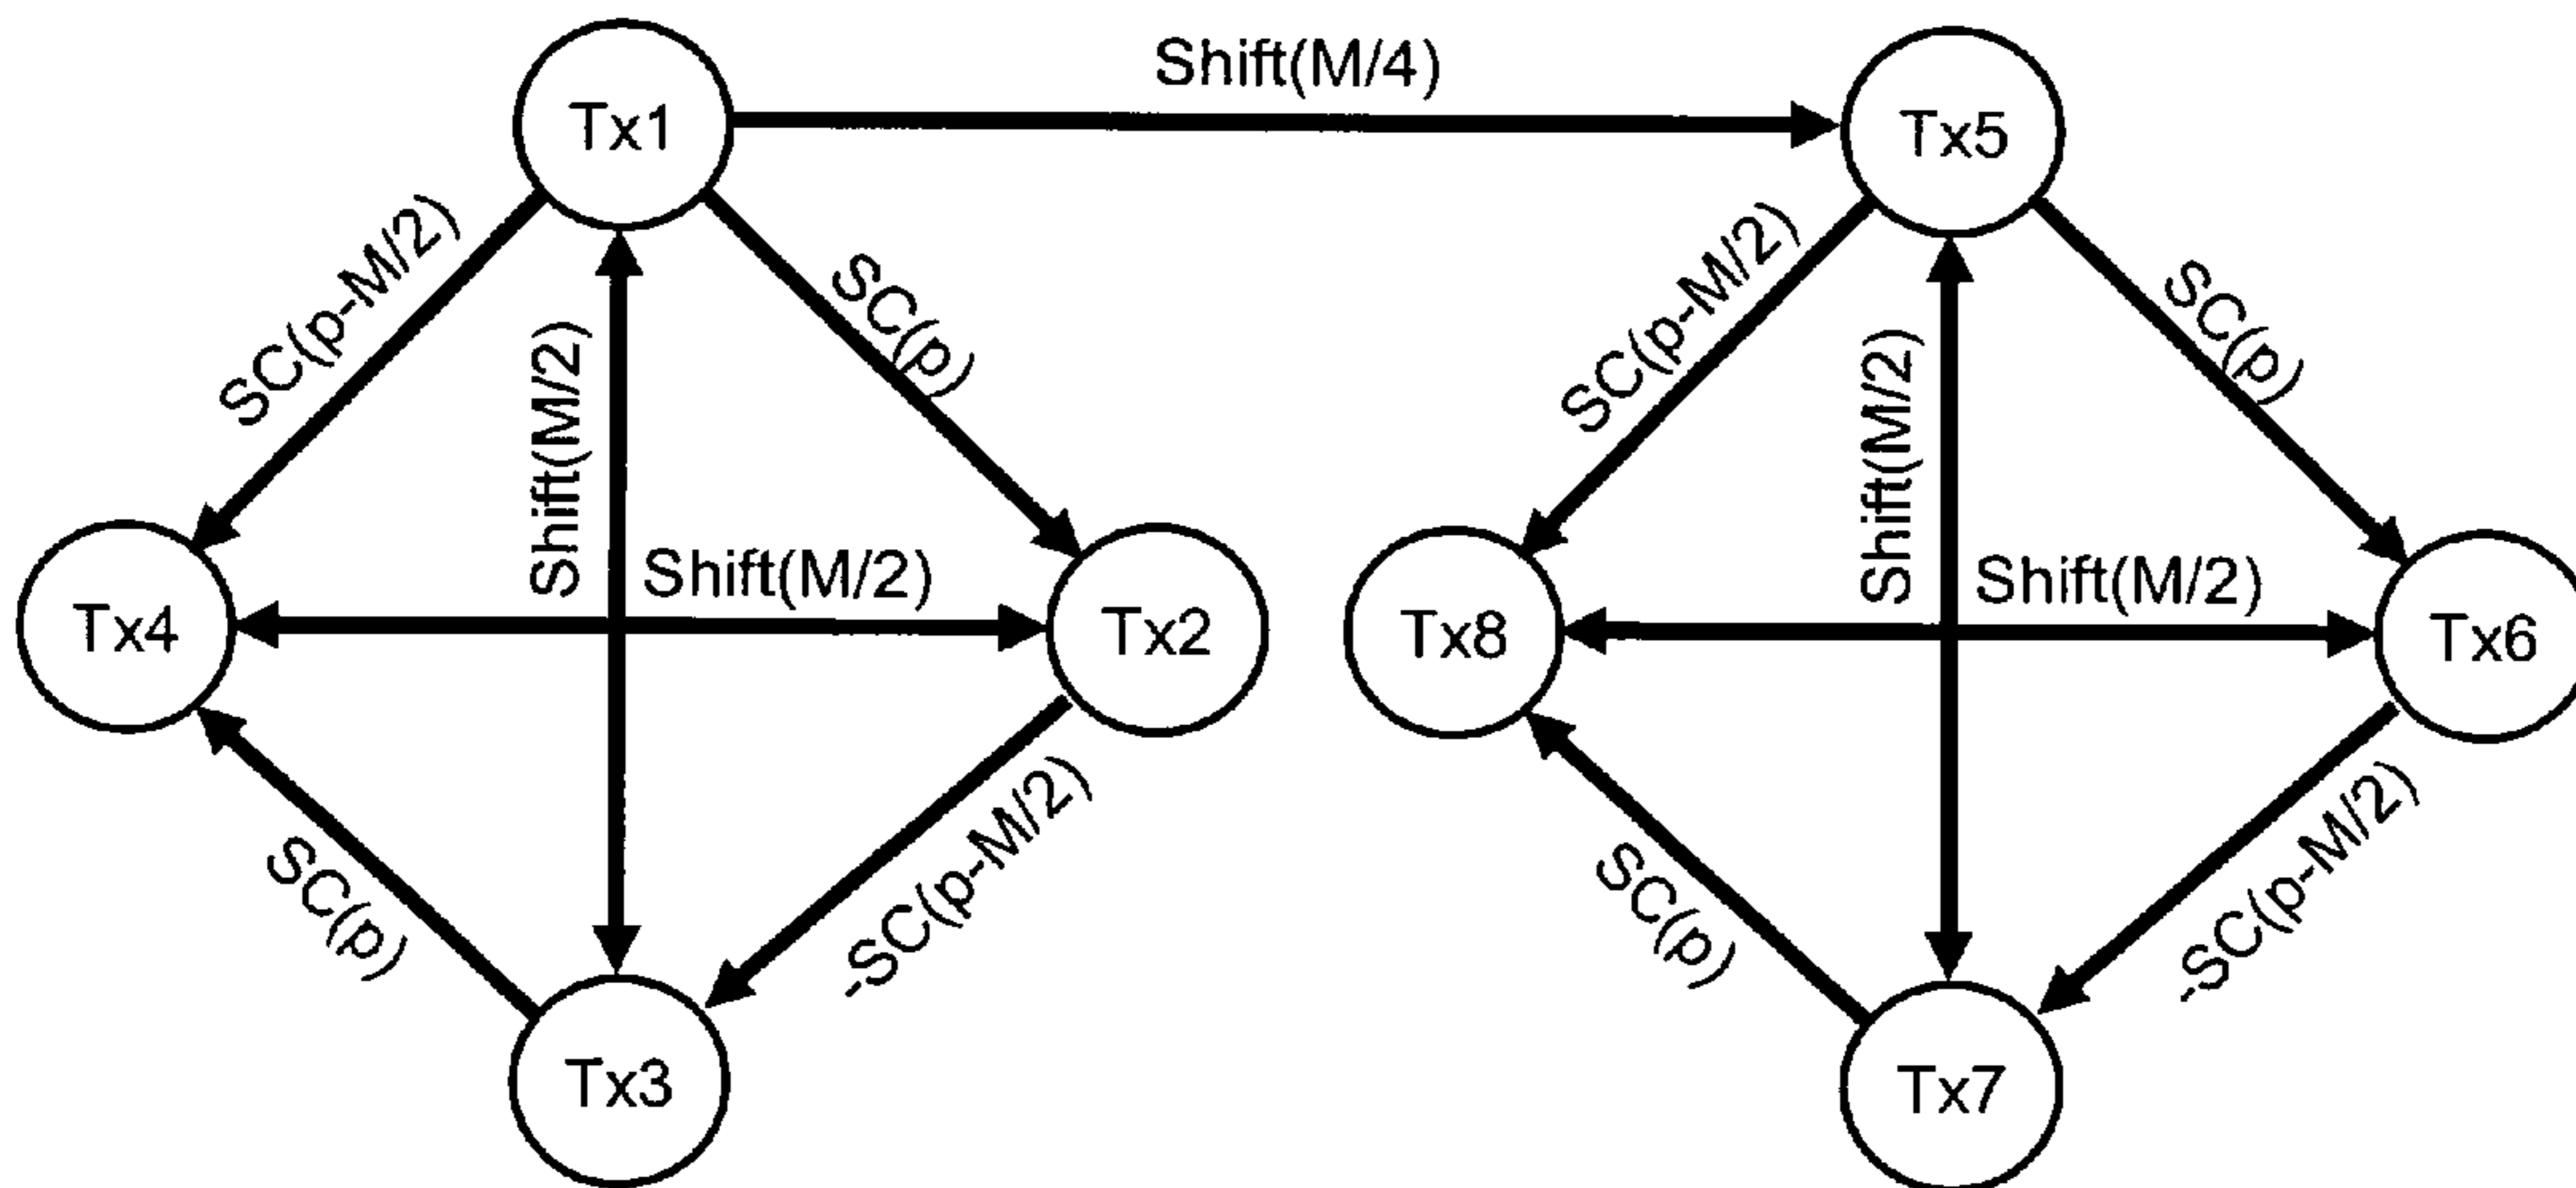 Shift(M/4)
Tx1
Tx5
SC(p-M/2)
SC(p)
SC(p-M/2)
SC(p)
Shift(M/2)
Shift(M/2)
Shift(M/2)
Shift(M/2)
Tx4
Tx2
Tx8
Tx6
SC(p)
-SC(p-M/2)
SC(p)
-SC(p-M/2)
Tx3
Tx7